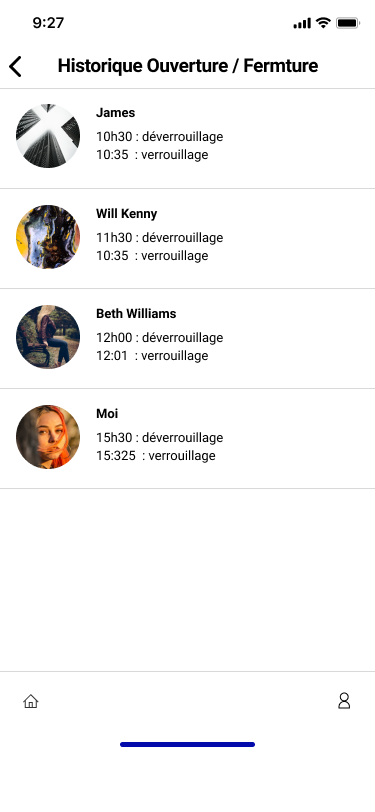 9:27
Historique Ouverture / Fermture
James
10h30 : déverrouillage
10:35  : verrouillage
Will Kenny
11h30 : déverrouillage
10:35  : verrouillage
Beth Williams
12h00 : déverrouillage
12:01  : verrouillage
Moi
15h30 : déverrouillage
15:325  : verrouillage